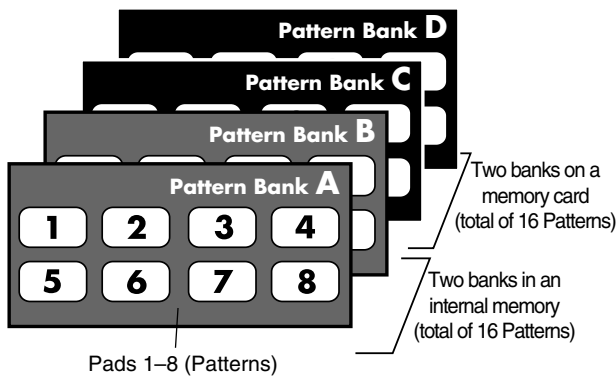 Pattern Bank D
Pattern Bank C
Pattern Bank B
Pattern Bank A
1 2 3 4
5 6 7 8
Two banks on a
memory card
(total of 16 Patterns)
Two banks in an
internal memory
(total of 16 Patterns)
Pads 1–8 (Patterns)